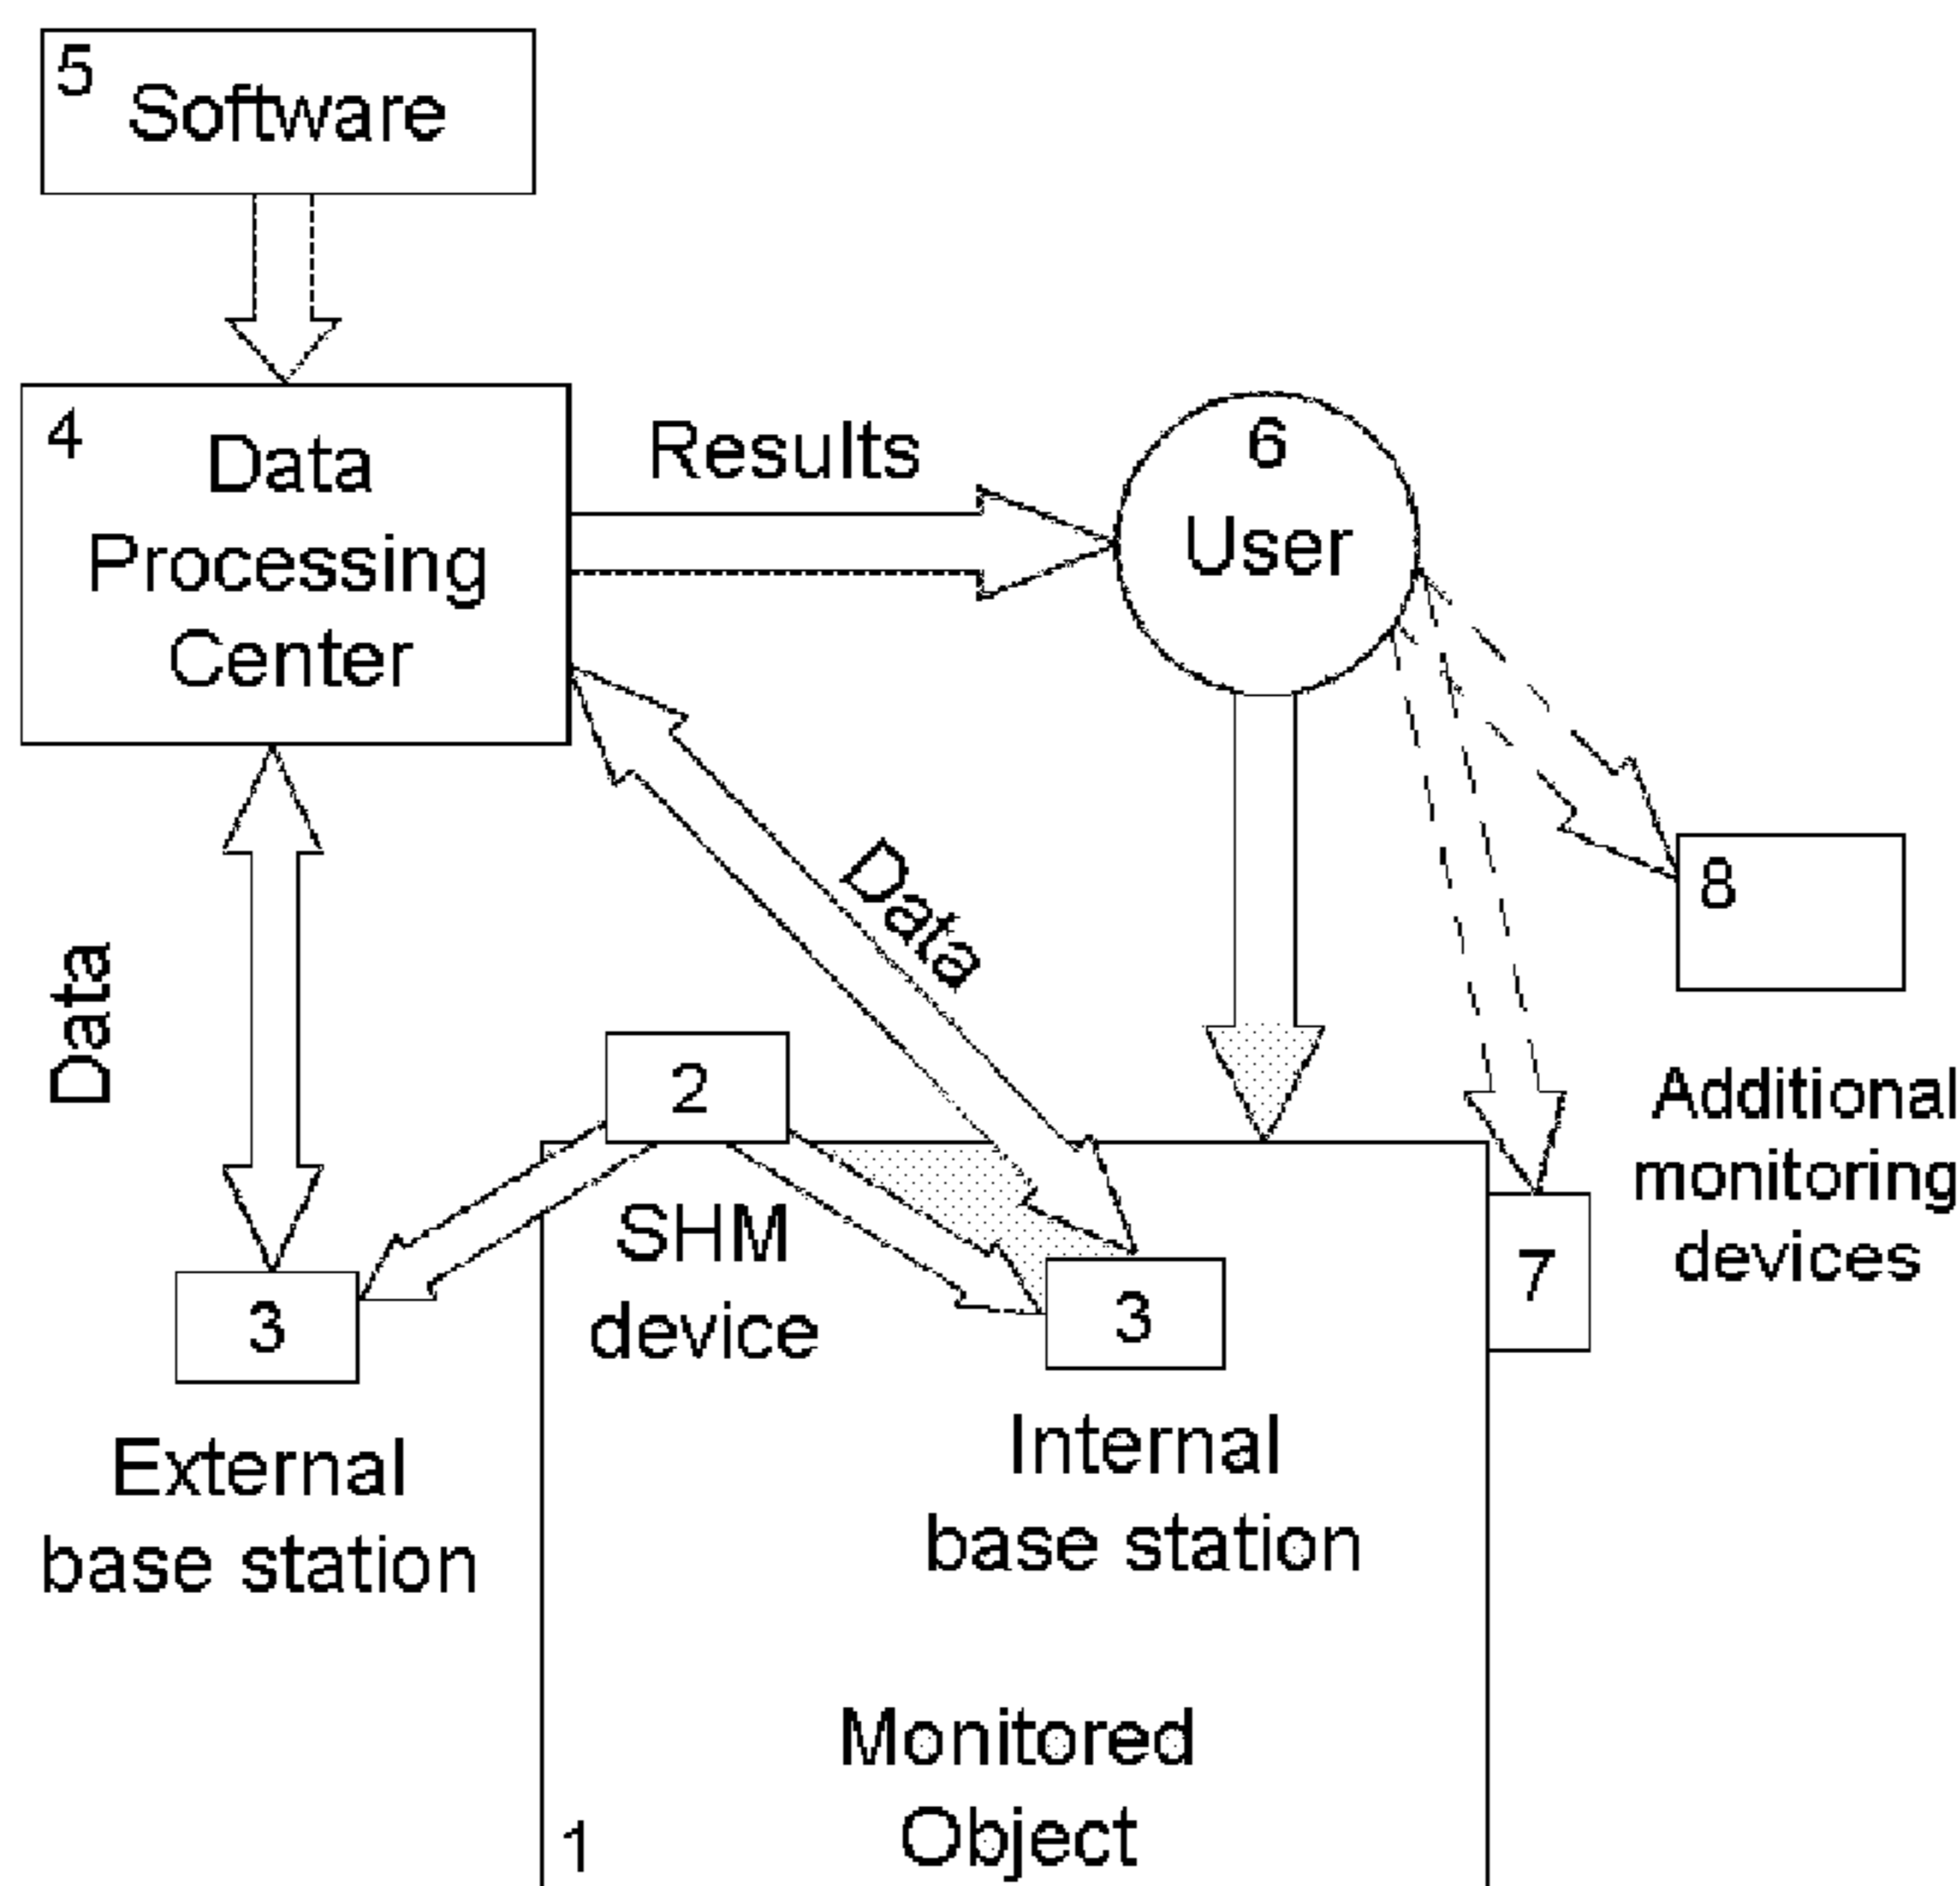 5
Software
4
Data
Processing
Center
Results
6
User
Data
Data
8
2
SHM
device
3
3
7
Additional
monitoring
devices
External
base station
Internal
base station
Monitored
Object
1